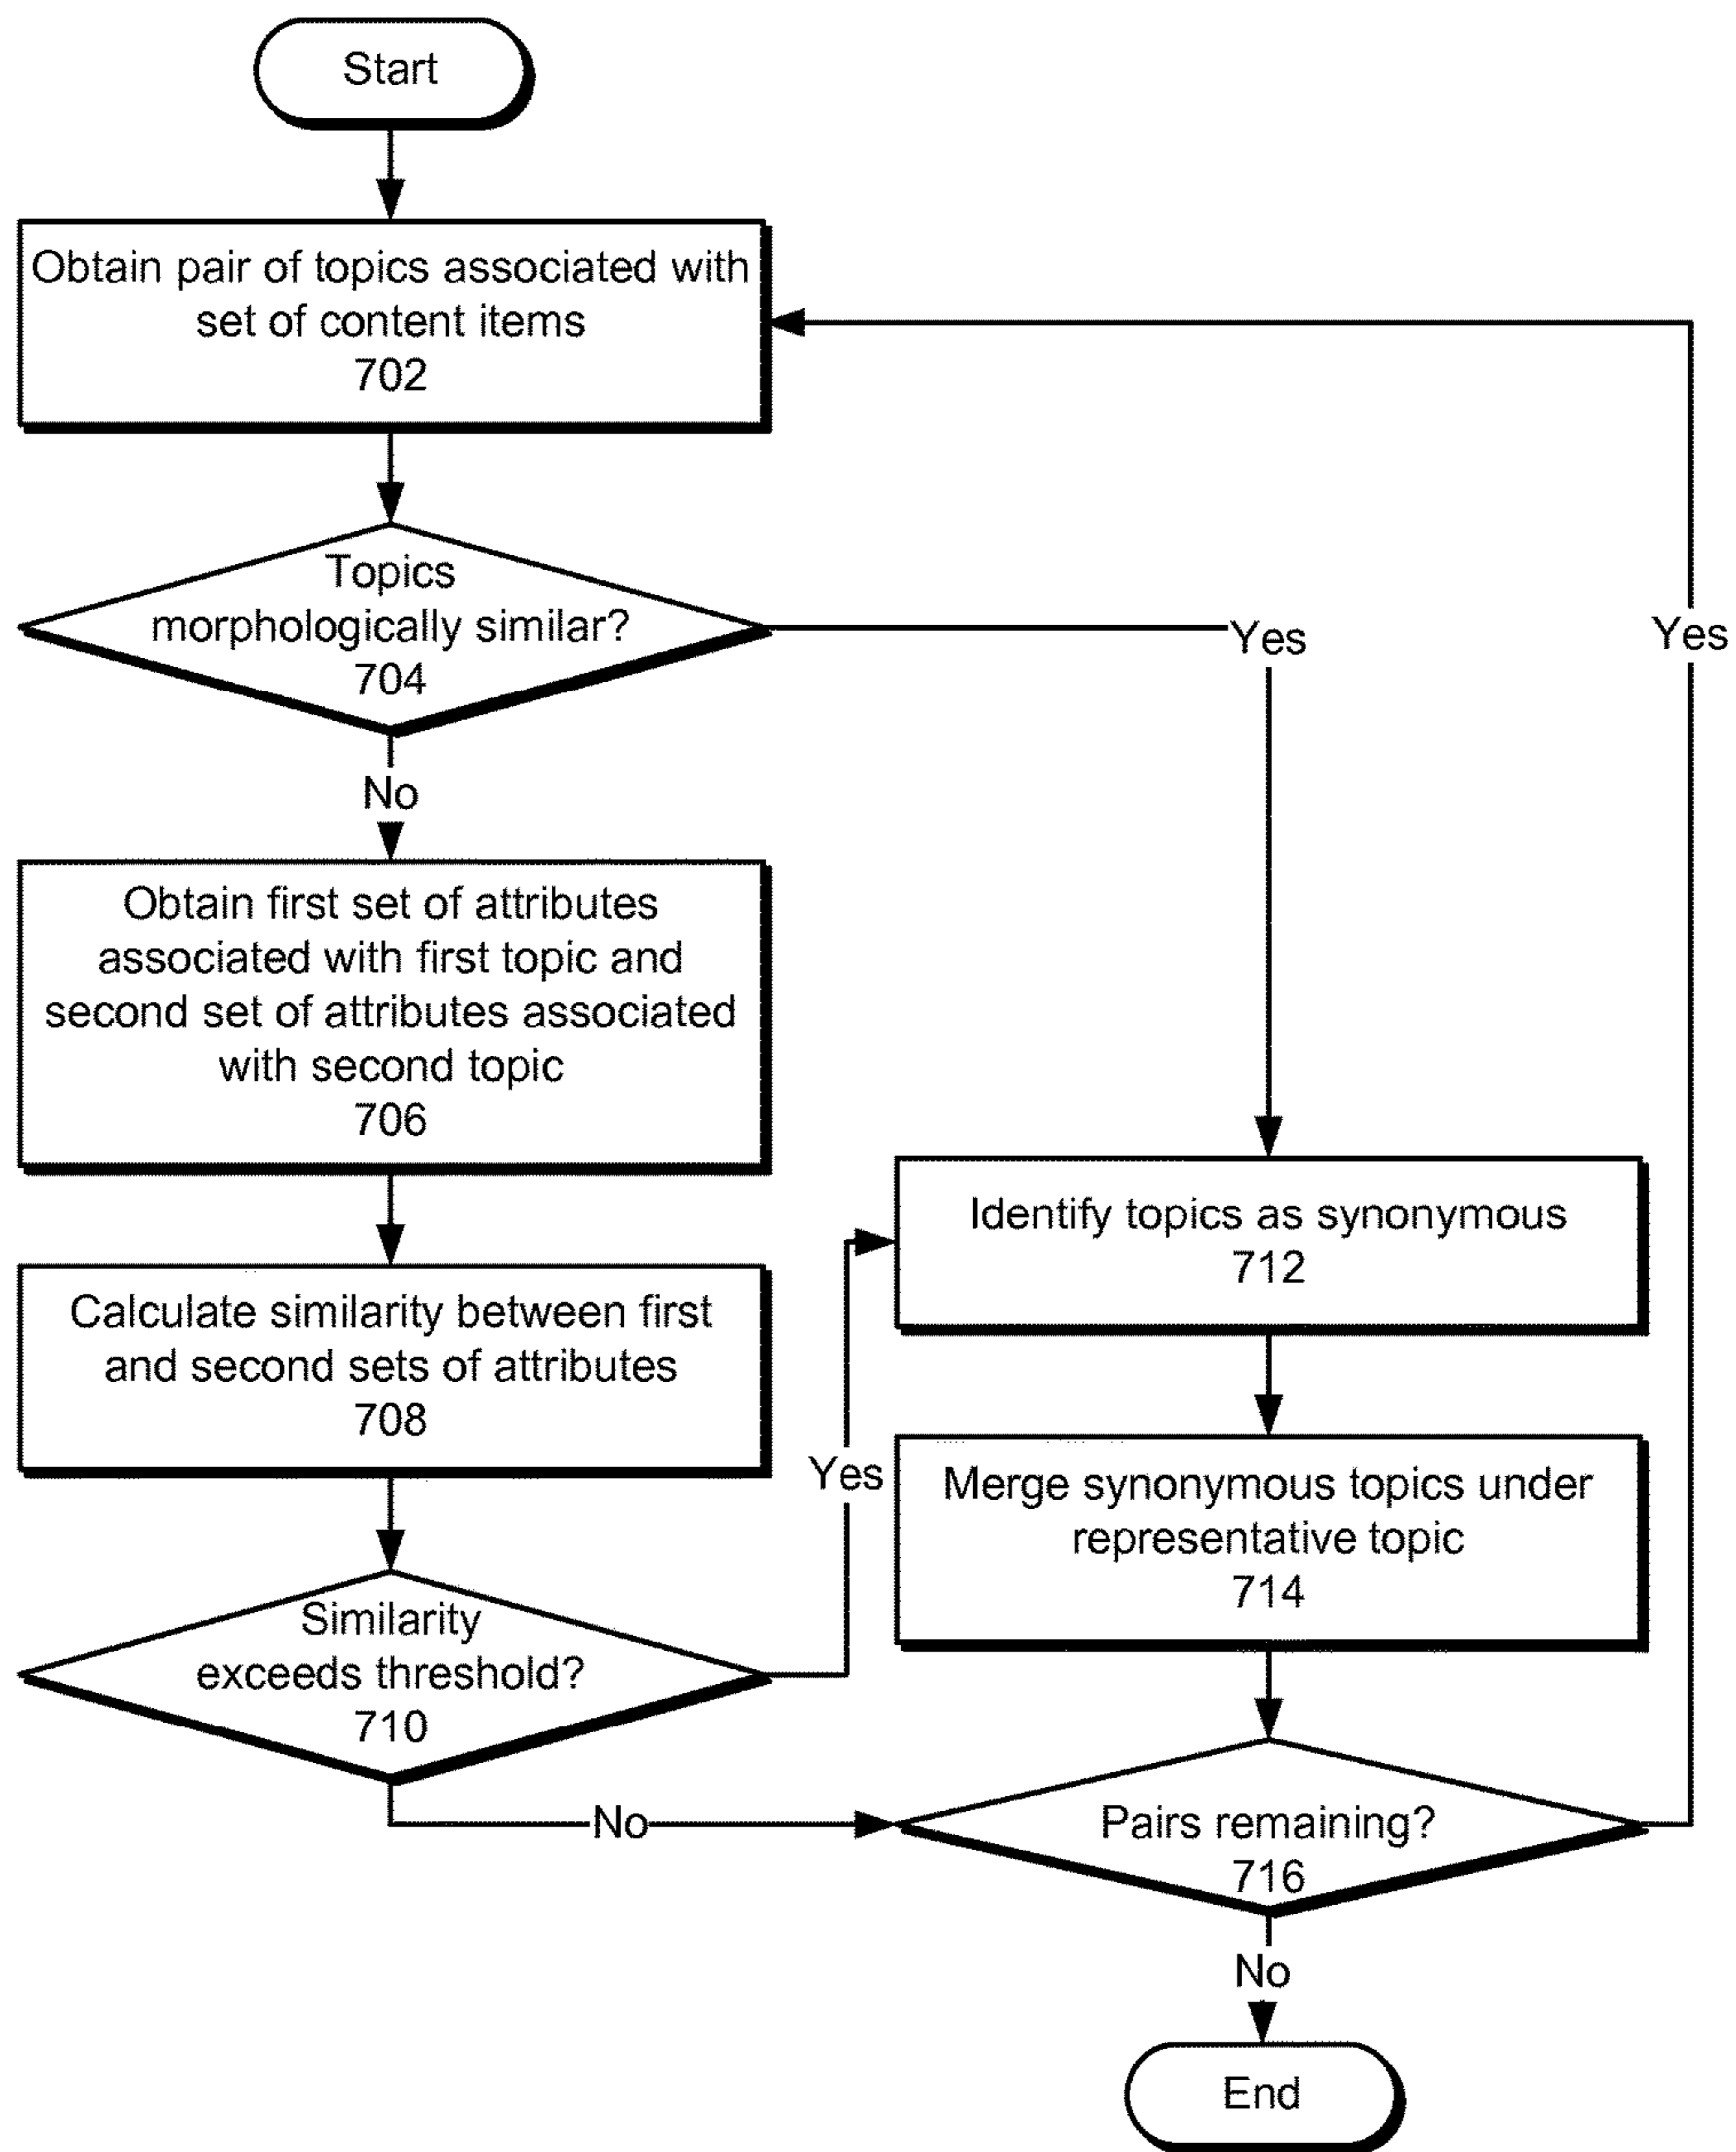 Start
Obtain pair of topics associated with
set of content items
702
Topics
morphologically similar?
704
Yes
Yes
No
Obtain first set of attributes
associated with first topic and
second set of attributes associated
with second topic
706
Identify topics as synonymous
712
Calculate similarity between first
and second sets of attributes
708
Yes
Merge synonymous topics under
representative topic
714
Similarity
exceeds threshold?
710
No
Pairs remaining?
716
No
End